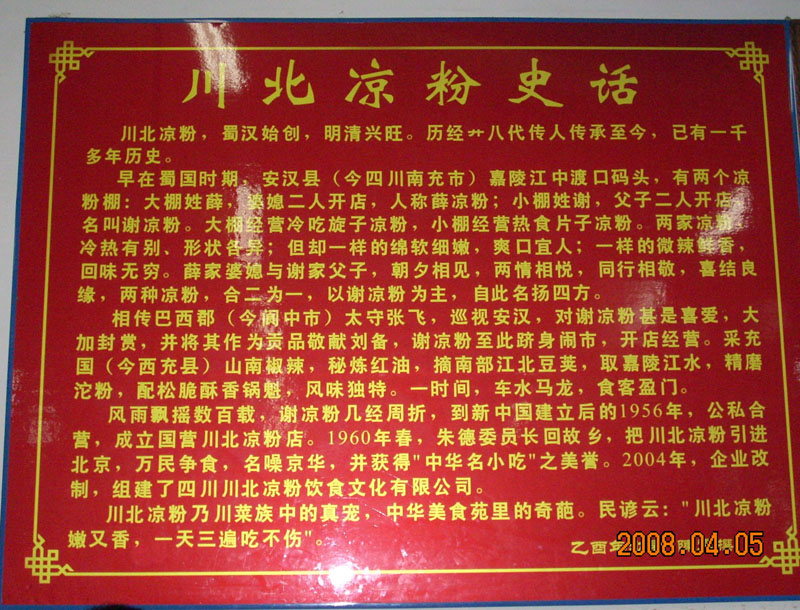 川北凉粉史话
川北凉粉，蜀汉始创，明清兴旺。历经廿八代传人传承至今，已有一千
多年历史。
早在蜀国时期，安汉县（今四川南充市）嘉陵江中渡口码头，有两个凉
粉棚：大棚姓薛，婆媳二人开店，人称薛凉粉；小棚姓谢，父子二人开店，
名叫谢凉粉。大棚经营冷吃旋子凉粉，小棚经营热食片子凉粉。两家凉粉，
冷热有别、形状各异；但却一样的绵软细嫩，爽口宜人；一样的微辣鲜香，
回味无穷。薛家婆媳与谢家父子，朝夕相见，两情相悦，同行相敬，喜结良
缘，两种凉粉，合二为一，以谢凉粉为主，自此名扬四方。
相传巴西郡（今阆中市）太守张飞，巡视安汉，对谢凉粉甚是喜爱，大
加封赏，并将其作为贡品敬献刘备，谢凉粉至此跻身闹市，开店经营。采充
国（今西充县）山南椒辣，秘炼红油，摘南部江北豆荚，取嘉陵江水，精磨
沱粉，配松脆酥香锅魁，风味独特。一时间，车水马龙，食客盈门。
风雨飘摇数百载，谢凉粉几经周折，到新中国建立后的1956年，公私合
营，成立国营川北凉粉店。1960年春，朱德委员长回故乡，把川北凉粉引进
北京，万民争食，名噪京华，并获得"中华名小吃"之美誉。2004年，企业改
制，组建了四川川北凉粉饮食文化有限公司。
川北凉粉乃川菜族中的真宠，中华美食苑里的奇葩。民谚云："川北凉粉
嫩又香，一天三遍吃不伤"。
乙酉年
2008.04.05